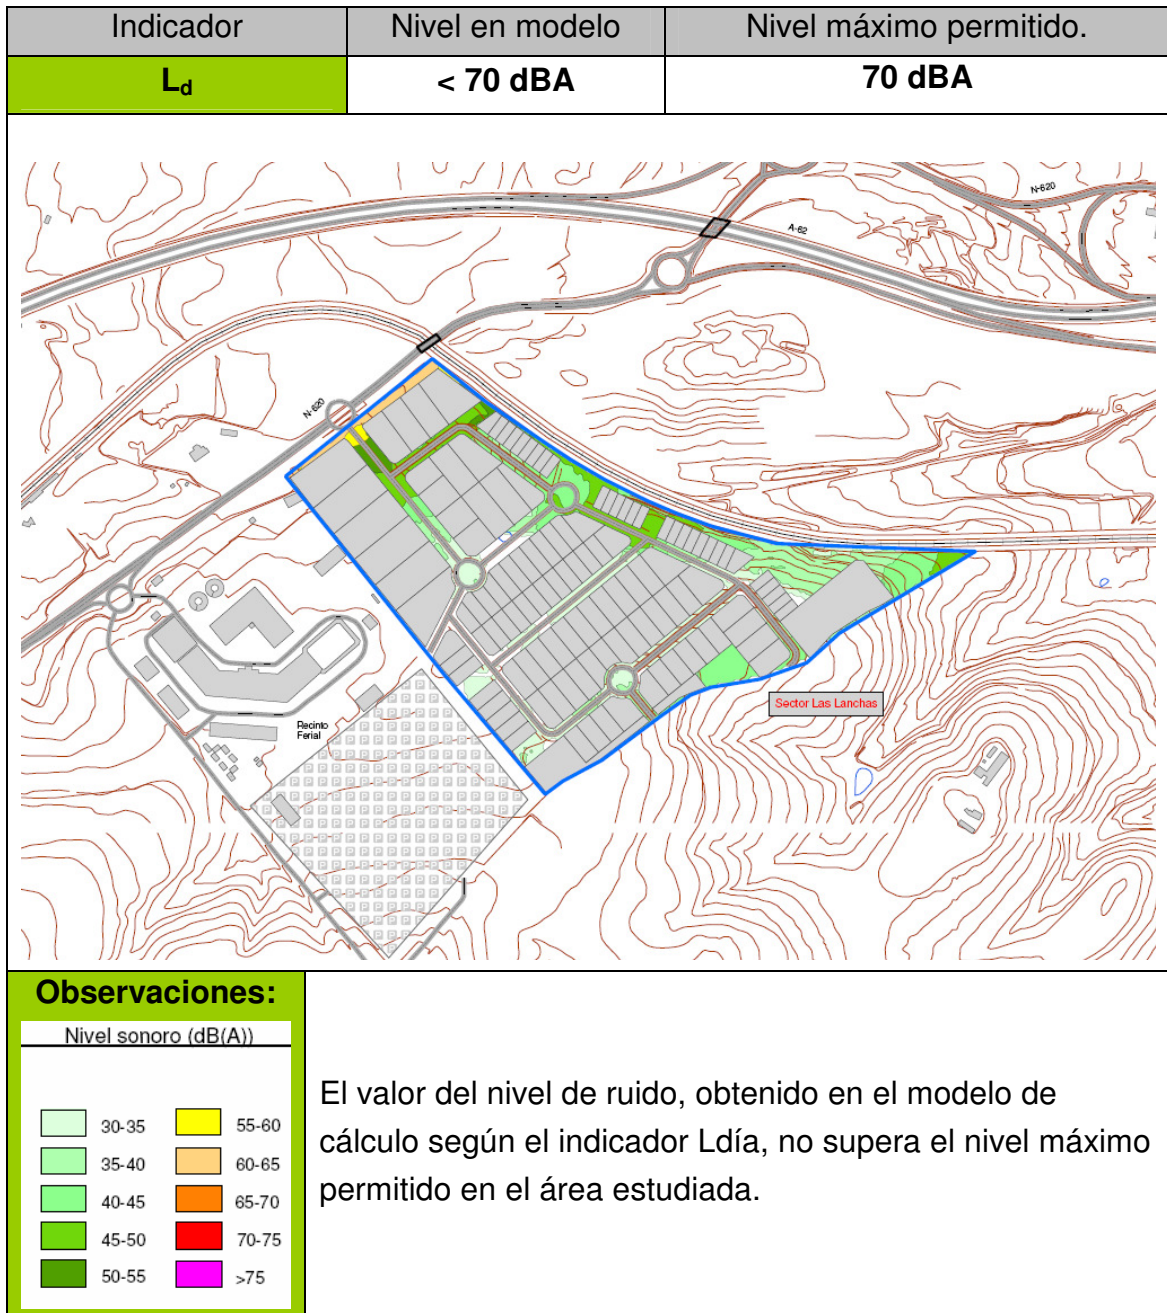 Indicador Nivel en modelo Nivel máximo permitido.
Ld < 70 dBA 70 dBA
N-620
A-62
N-620
Sector Las Lanchas
Recinto
Ferial
Observaciones:
Nivel sonoro (dB(A))
30-35 55-60
35-40 60-65
40-45 65-70
45-50 70-75
50-55 >75
El valor del nivel de ruido, obtenido en el modelo de
cálculo según el indicador Ldía, no supera el nivel máximo
permitido en el área estudiada.